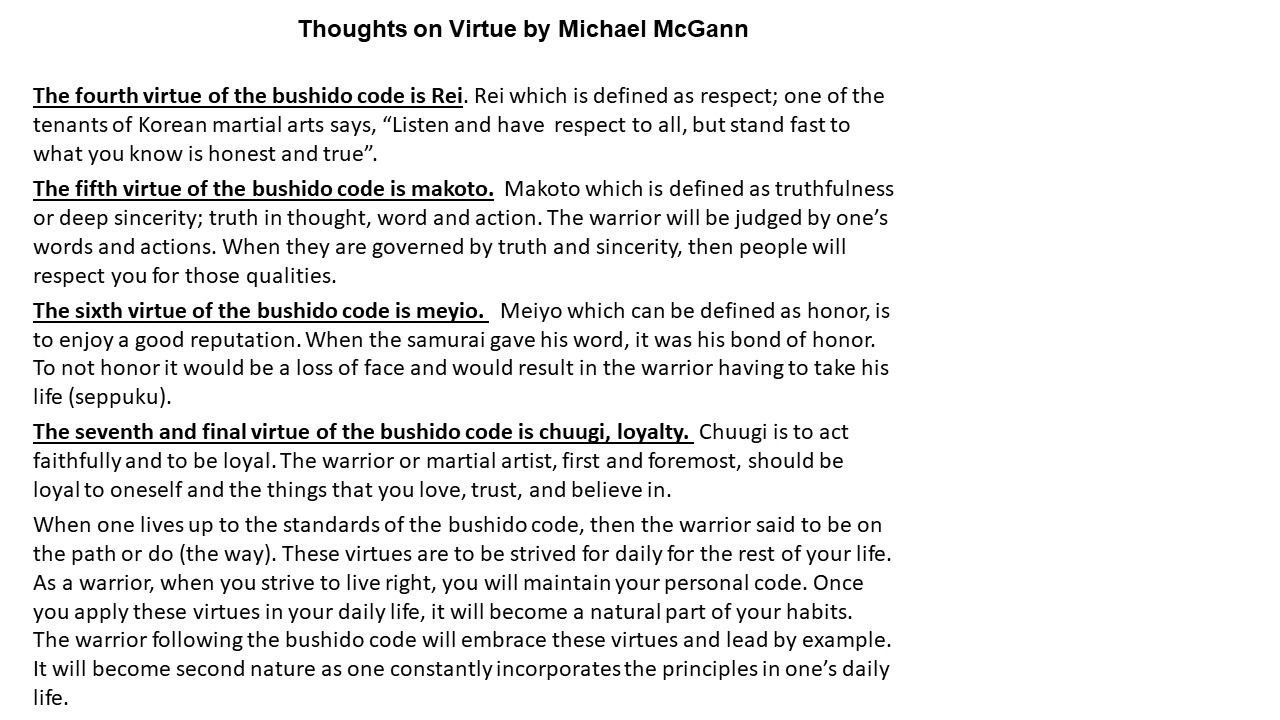 Thoughts on Virtue by Michael McGann
The fourth virtue of the bushido code is Rei. Rei which is defined as respect; one of the
tenants of Korean martial arts says, “Listen and have  respect to all, but stand fast to
what you know is honest and true”.
The fifth virtue of the bushido code is makoto.  Makoto which is defined as truthfulness
or deep sincerity; truth in thought, word and action. The warrior will be judged by one’s
words and actions. When they are governed by truth and sincerity, then people will
respect you for those qualities.
The sixth virtue of the bushido code is meyio.   Meiyo which can be defined as honor, is
to enjoy a good reputation. When the samurai gave his word, it was his bond of honor.
To not honor it would be a loss of face and would result in the warrior having to take his
life (seppuku).
The seventh and final virtue of the bushido code is chuugi, loyalty.  Chuugi is to act
faithfully and to be loyal. The warrior or martial artist, first and foremost, should be
loyal to oneself and the things that you love, trust, and believe in.
When one lives up to the standards of the bushido code, then the warrior said to be on
the path or do (the way). These virtues are to be strived for daily for the rest of your life.
As a warrior, when you strive to live right, you will maintain your personal code. Once
you apply these virtues in your daily life, it will become a natural part of your habits.
The warrior following the bushido code will embrace these virtues and lead by example.
It will become second nature as one constantly incorporates the principles in one’s daily
life.